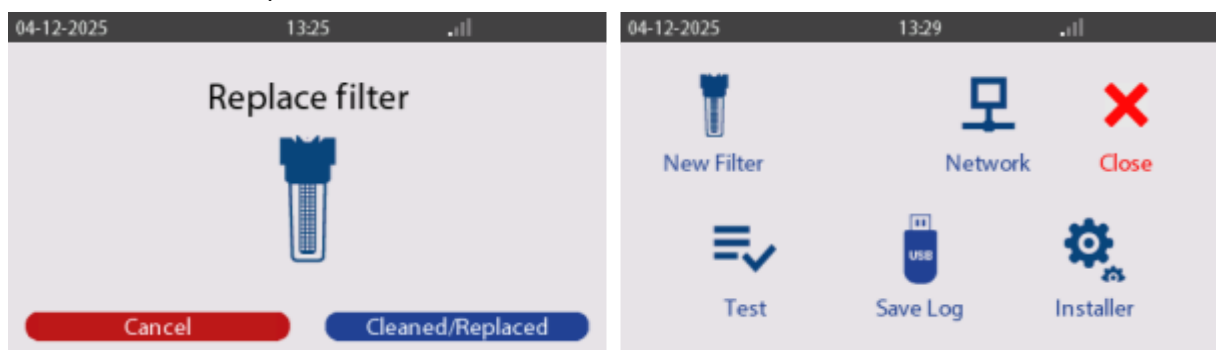 04-12-2025 13:25
Replace filter
Cancel Cleaned/Replaced
04-12-2025 13:29
New Filter Network Close
USB
Test Save Log Installer